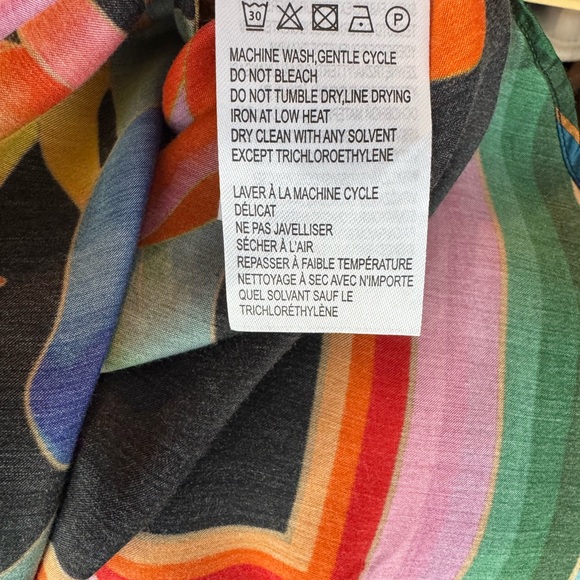 30 P
MACHINE WASH,GENTLE CYCLE
DO NOT BLEACH
DO NOT TUMBLE DRY,LINE DRYING
IRON AT LOW HEAT
DRY CLEAN WITH ANY SOLVENT
EXCEPT TRICHLOROETHYLENE
LAVER À LA MACHINE CYCLE
DÉLICAT
NE PAS JAVELLISER
SÉCHER À L'AIR
REPASSER À FAIBLE TEMPÉRATURE
NETTOYAGE À SEC AVEC N'IMPORTE
QUEL SOLVANT SAUF LE
TRICHLORÉTHYLÈNE